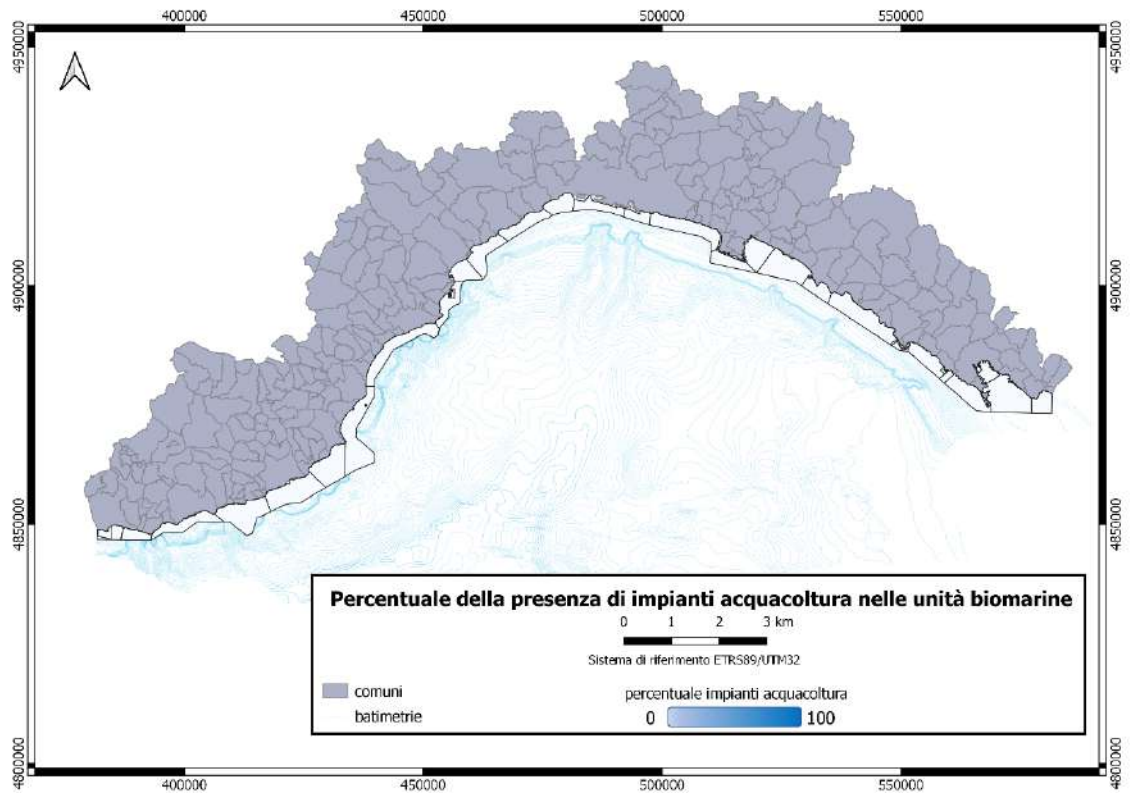 400000 450000 500000 550000
4950000 4950000
4900000 4900000
4850000 4850000
4800000 4800000
Percentuale della presenza di impianti acquacoltura nelle unità biomarine
0 1 2 3 km
Sistema di riferimento ETRS89/UTM32
comuni
batimetrie
percentuale impianti acquacoltura
0 100
400000 450000 500000 550000